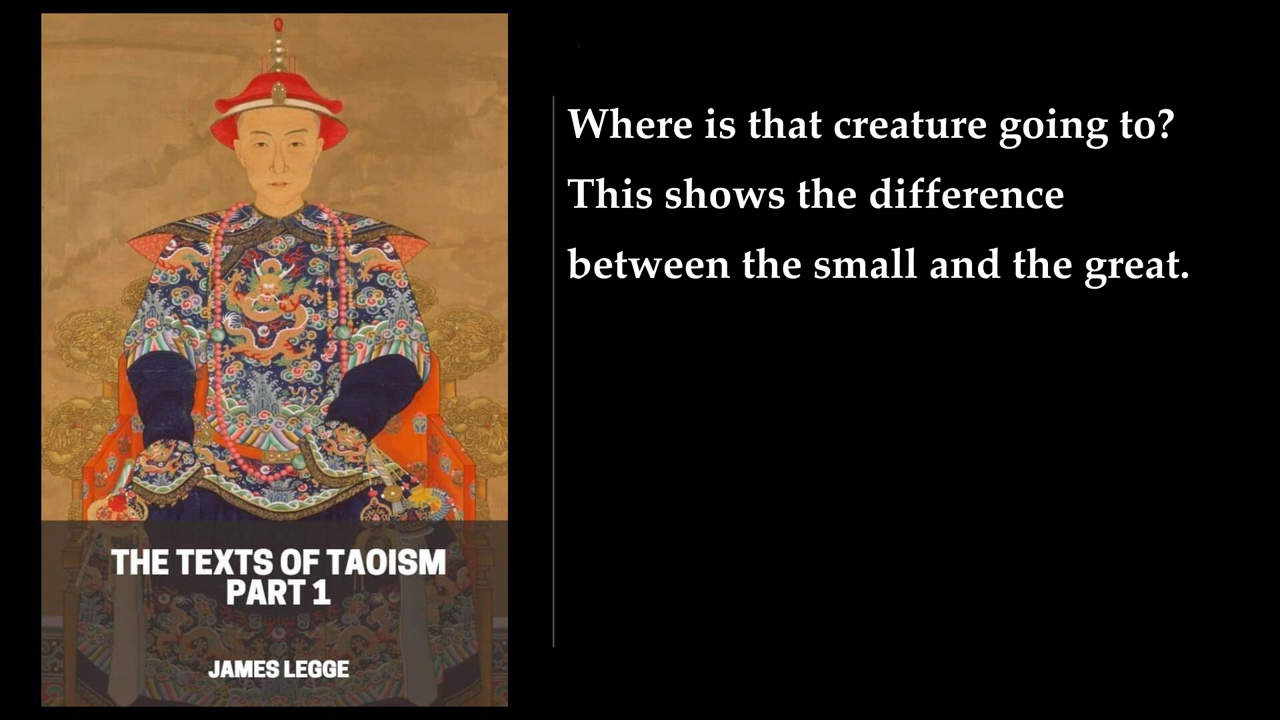 Where is that creature going to?
This shows the difference
between the small and the great.
THE TEXTS OF TAOISM
PART 1
JAMES LEGGE